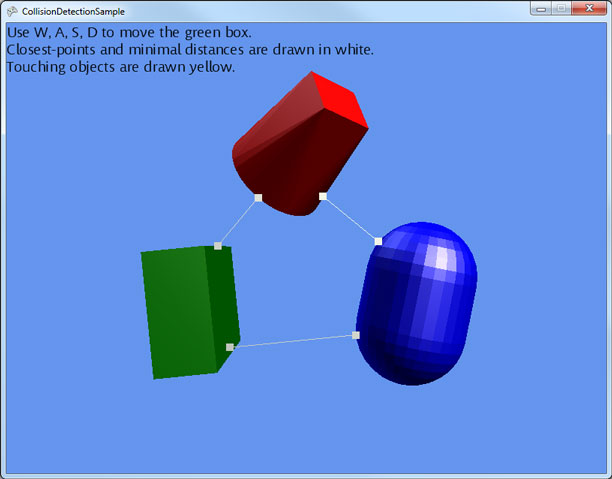 CollisionDetectionSample
Use W, A, S, D to move the green box.
Closest-points and minimal distances are drawn in white.
Touching objects are drawn yellow.